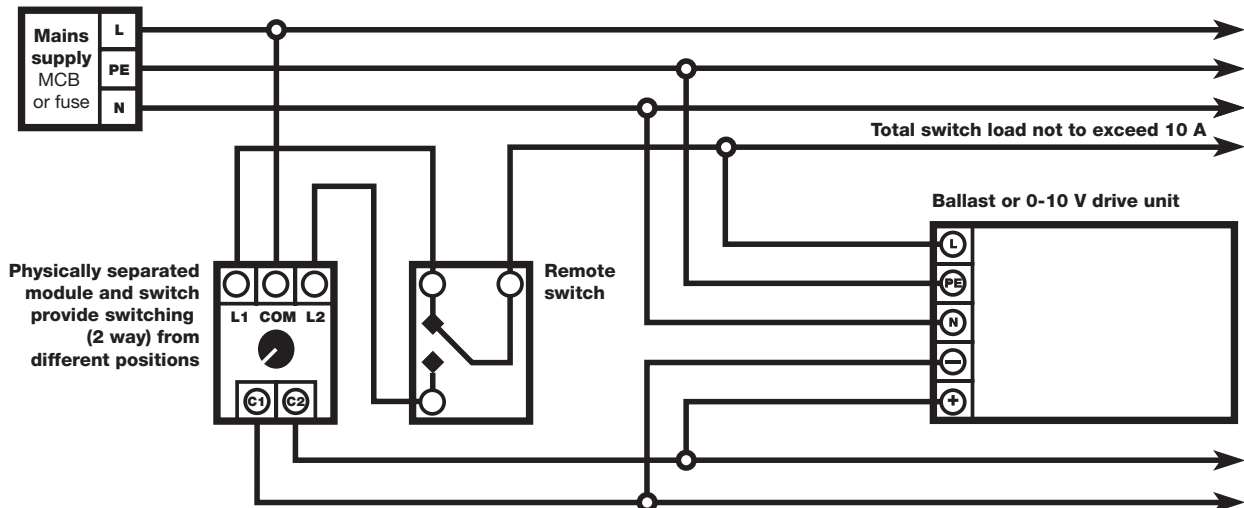 Mains
supply
MCB
or fuse
L
PE
N
Total switch load not to exceed 10 A
Ballast or 0-10 V drive unit
L
PE
N
−
+
Physically separated
module and switch
provide switching
(2 way) from
different positions
L1 COM L2
C1 C2
Remote
switch